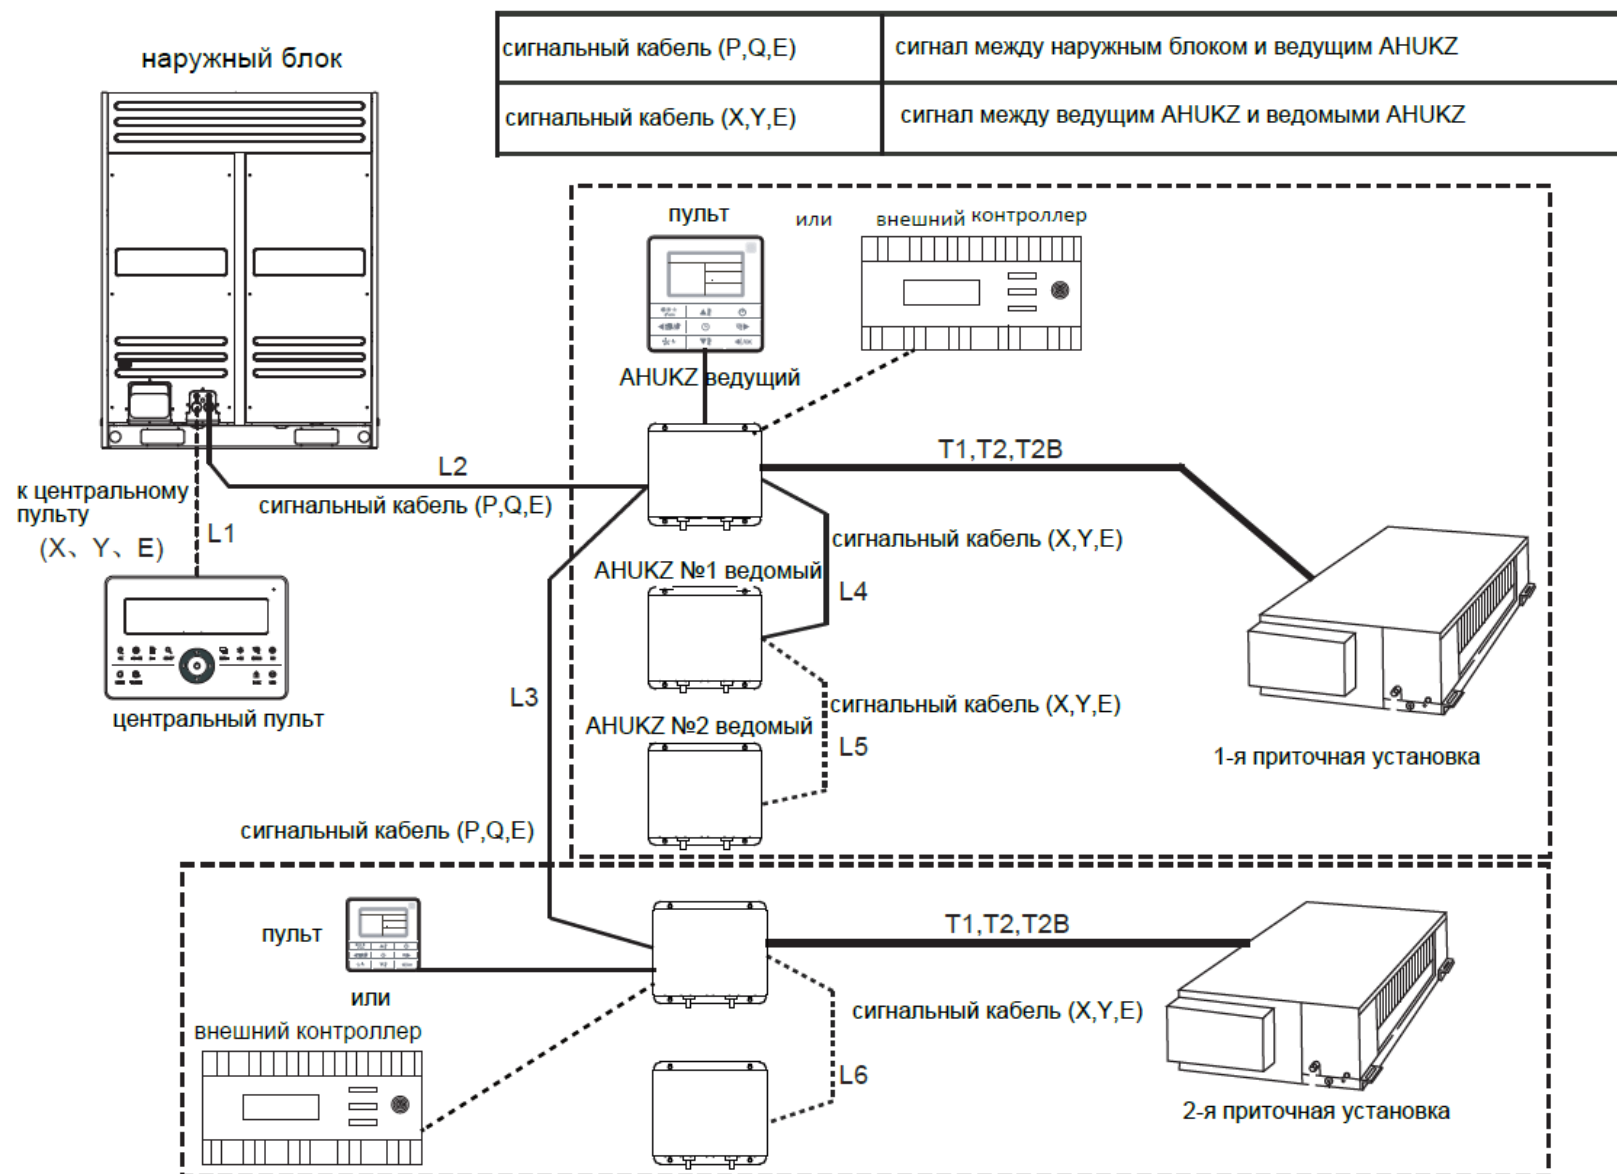 наружный блок
сигнальный кабель (P,Q,E)
сигнал между наружным блоком и ведущим AHUKZ
сигнальный кабель (X,Y,E)
сигнал между ведущим AHUKZ и ведомыми AHUKZ
пульт
или
внешний контроллер
AHUKZ ведущий
T1,T2,T2B
L2
сигнальный кабель (P,Q,E)
к центральному
пульту
(X、Y、E)
L1
сигнальный кабель (X,Y,E)
AHUKZ №1 ведомый
L4
центральный пульт
L3
сигнальный кабель (X,Y,E)
AHUKZ №2 ведомый
L5
1-я приточная установка
сигнальный кабель (P,Q,E)
пульт
T1,T2,T2B
или
внешний контроллер
сигнальный кабель (X,Y,E)
L6
2-я приточная установка